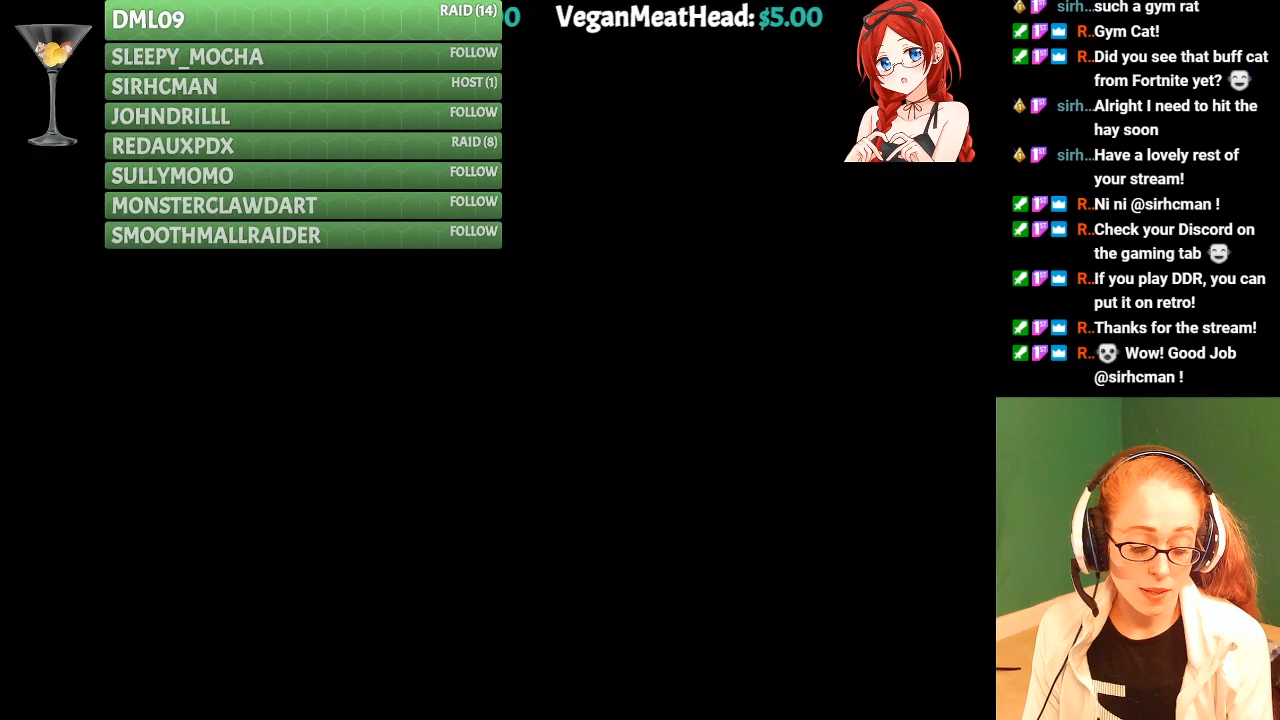 DML09
RAID (14)
SLEEPY_MOCHA
FOLLOW
SIRHCMAN
HOST (1)
JOHNDRILLL
FOLLOW
REDAUXPDX
RAID (8)
SULLYMOMO
FOLLOW
MONSTERCLAWDART
FOLLOW
SMOOTHMALLRAIDER
FOLLOW
VeganMeatHead: $5.00
sirh...such a gym rat
R..Gym Cat!
R..Did you see that buff cat
from Fortnite yet?
sirh...Alright I need to hit the
hay soon
sirh...Have a lovely rest of
your stream!
R..Ni ni @sirhcman !
R..Check your Discord on
the gaming tab
R..If you play DDR, you can
put it on retro!
R..Thanks for the stream!
R.. Wow! Good Job
@sirhcman !